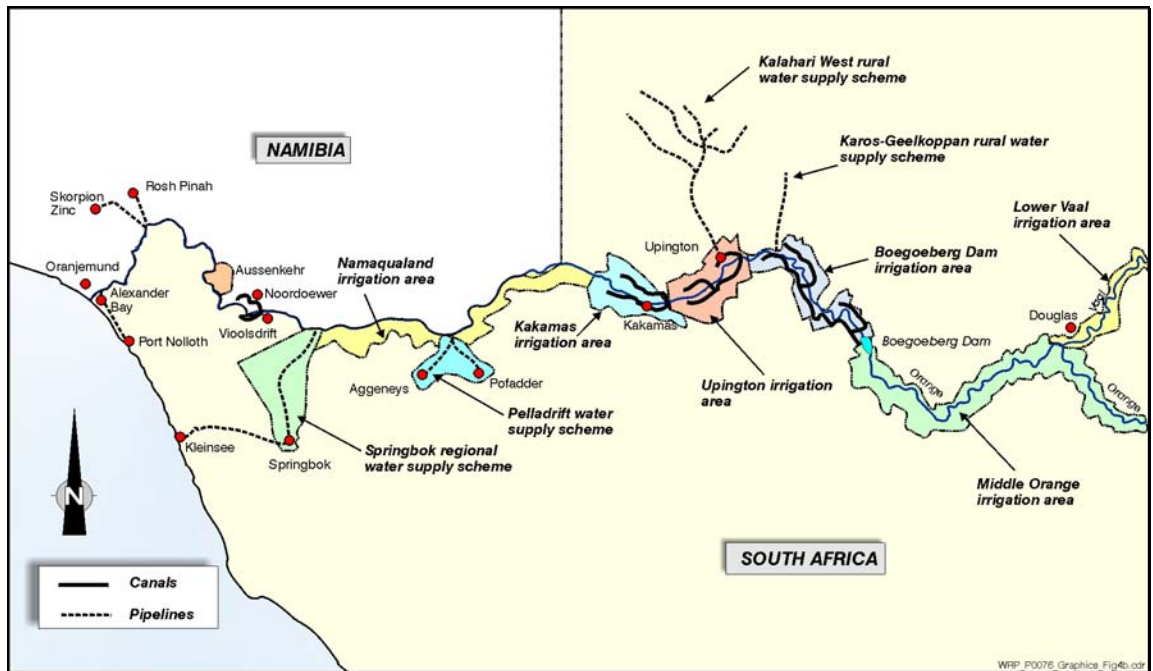 Kalahari West rural
water supply scheme
NAMIBIA
Karos-Geelkoppan rural water
supply scheme
Rosh Pinah
Skorpion
Zinc
Lower Vaal
irrigation area
Upington
Boegoeberg Dam
irrigation area
Oranjemund
Aussenkehr
Namaqualand
irrigation area
Alexander
Bay
Noordoewer
Vaal
Douglas
Vioolsdrift
Kakamas
irrigation area
Kakamas
Port Nolloth
Boegoeberg Dam
Aggeneys
Pofadder
Upington irrigation
area
Orange
Orange
Pelladrift water
supply scheme
Kleinsee
Springbok
Springbok regional
water supply scheme
Middle Orange
irrigation area
N
SOUTH AFRICA
Canals
Pipelines
WRP_P0076_Graphics_Fig4b.cdr